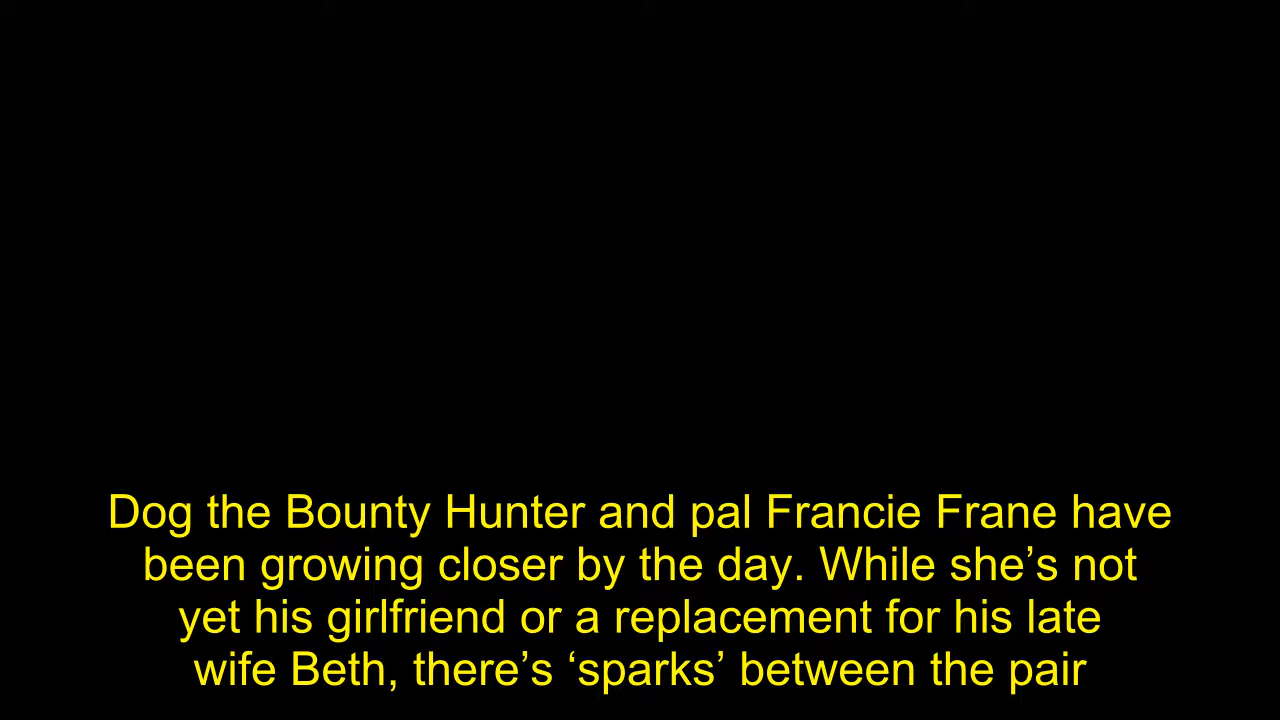 Dog the Bounty Hunter and pal Francie Frane have
been growing closer by the day. While she’s not
yet his girlfriend or a replacement for his late
wife Beth, there’s ‘sparks’ between the pair